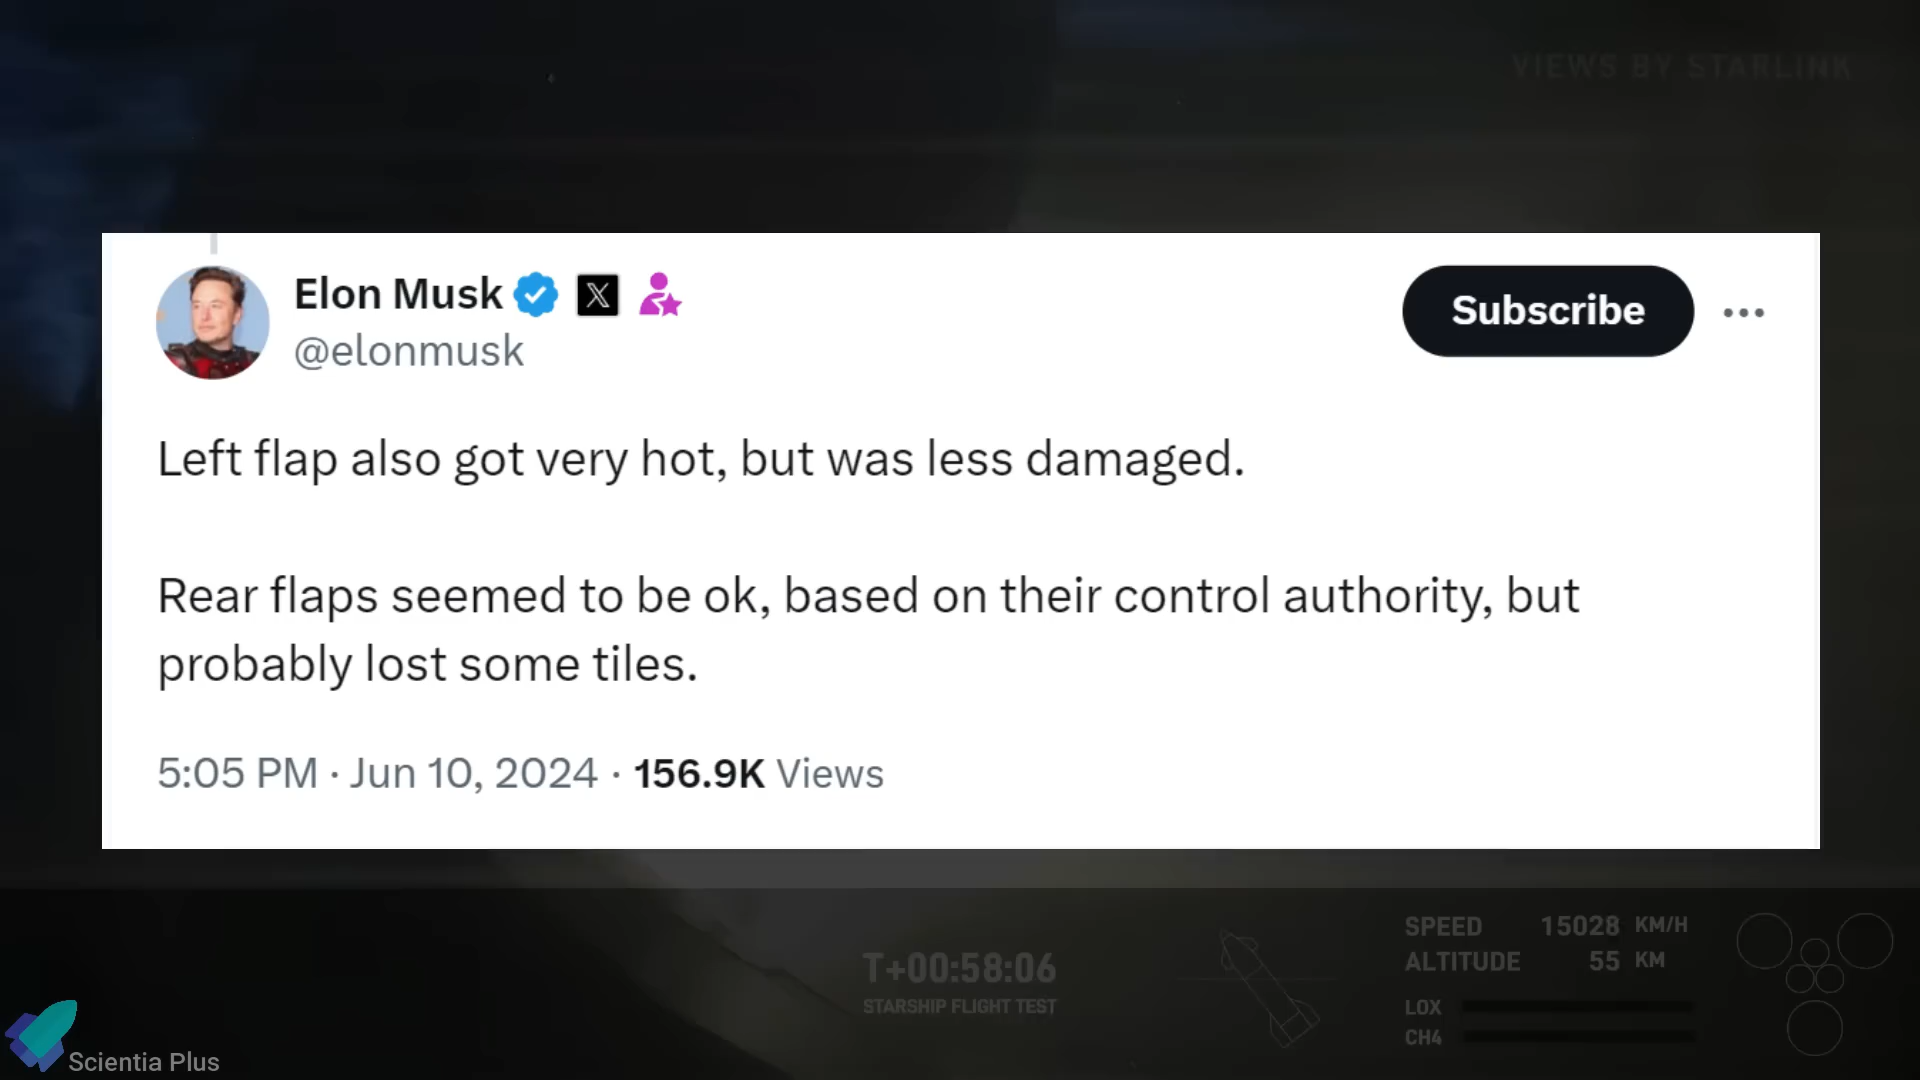 VIEWS BY STARLINK
Elon Musk
@elonmusk
Subscribe
Left flap also got very hot, but was less damaged.
Rear flaps seemed to be ok, based on their control authority, but
probably lost some tiles.
5:05 PM · Jun 10, 2024 · 156.9K Views
T+00:58:06
STARSHIP FLIGHT TEST
SPEED 15028 KM/H
ALTITUDE 55 KM
LOX
CH4
Scientia Plus